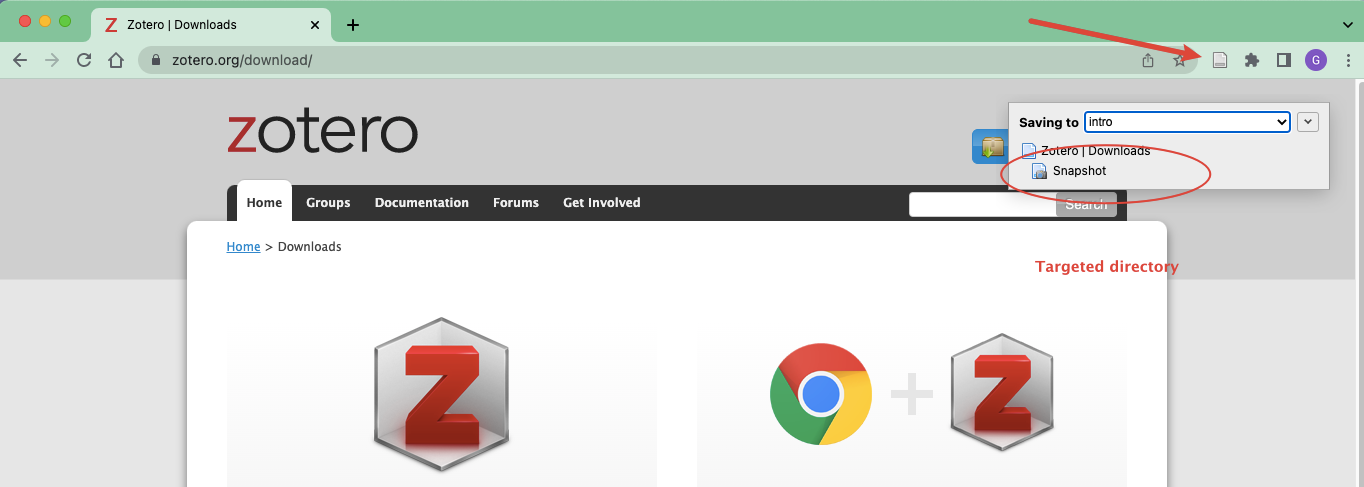 Zotero | Downloads
zotero.org/download/
G
zotero
Saving to intro
Zotero | Downloads
Snapshot
Home Groups Documentation Forums Get Involved Search
Home > Downloads
Targeted directory